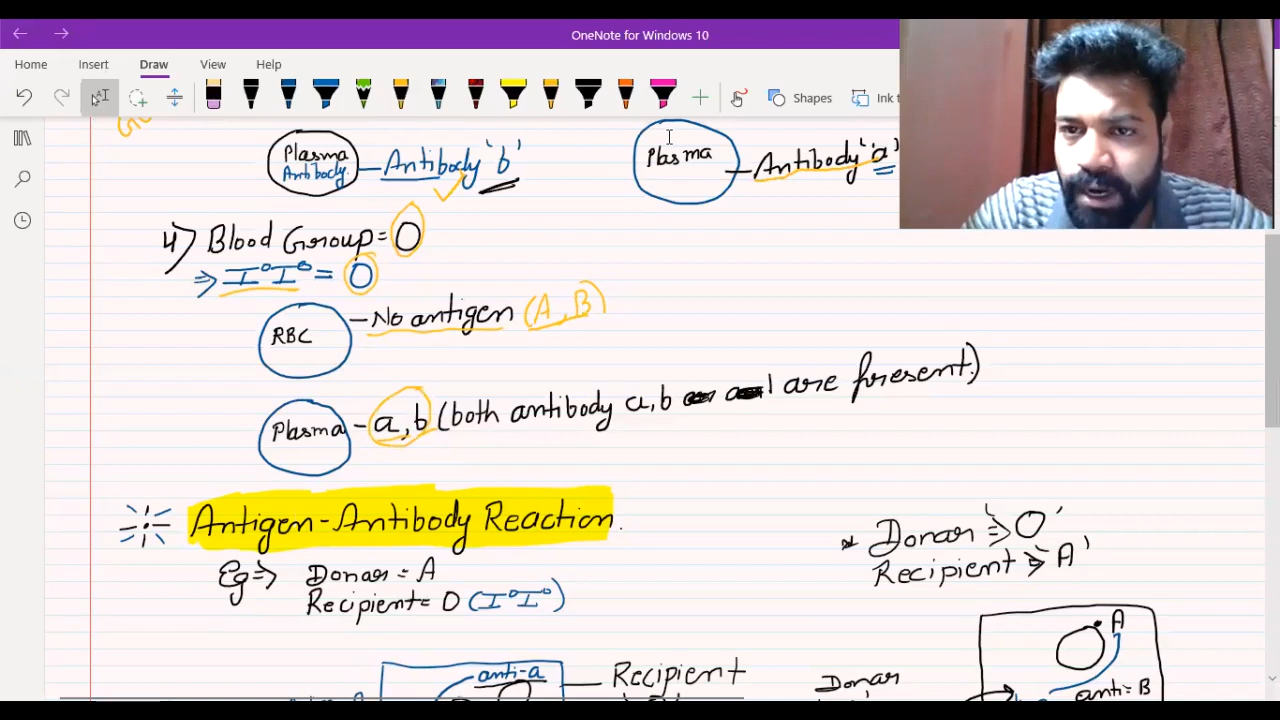 OneNote for Windows 10
Home Insert Draw View
Shapes Ink t
Plasma
Antibody
Antibody 'b'
Plasma
Antibody 'a'
4) Blood Group = O
⇒ I°I° = O
RBC - No antigen (A, B)
Plasma - a, b (both antibody a, b are present)
Antigen-Antibody Reaction.
Eg ⇒ Donar = A
Recipient = O (I°I°)
* Donar ⇒ 'O'
Recipient ⇒ 'A'
anti-a
Recipient
Donar
A
anti=B